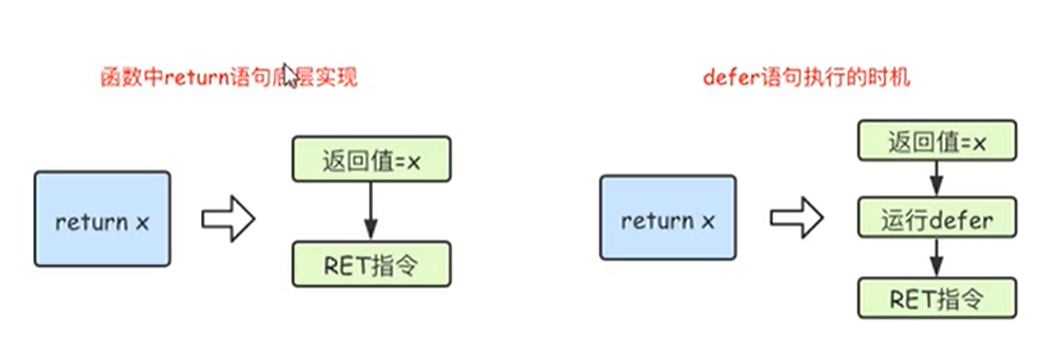 函数中return语句底层实现
return x
返回值=x
RET指令
defer语句执行的时机
return x
返回值=x
运行defer
RET指令